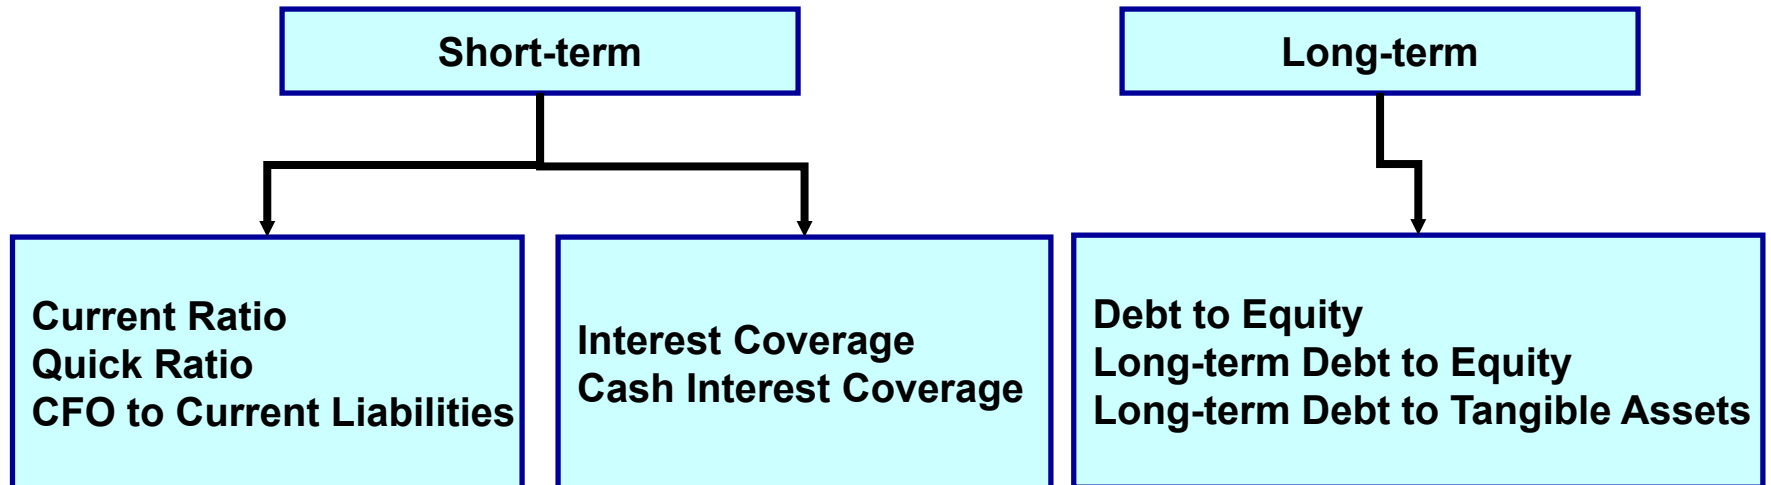 Short-term
Long-term
Current Ratio
Quick Ratio
CFO to Current Liabilities
Interest Coverage
Cash Interest Coverage
Debt to Equity
Long-term Debt to Equity
Long-term Debt to Tangible Assets